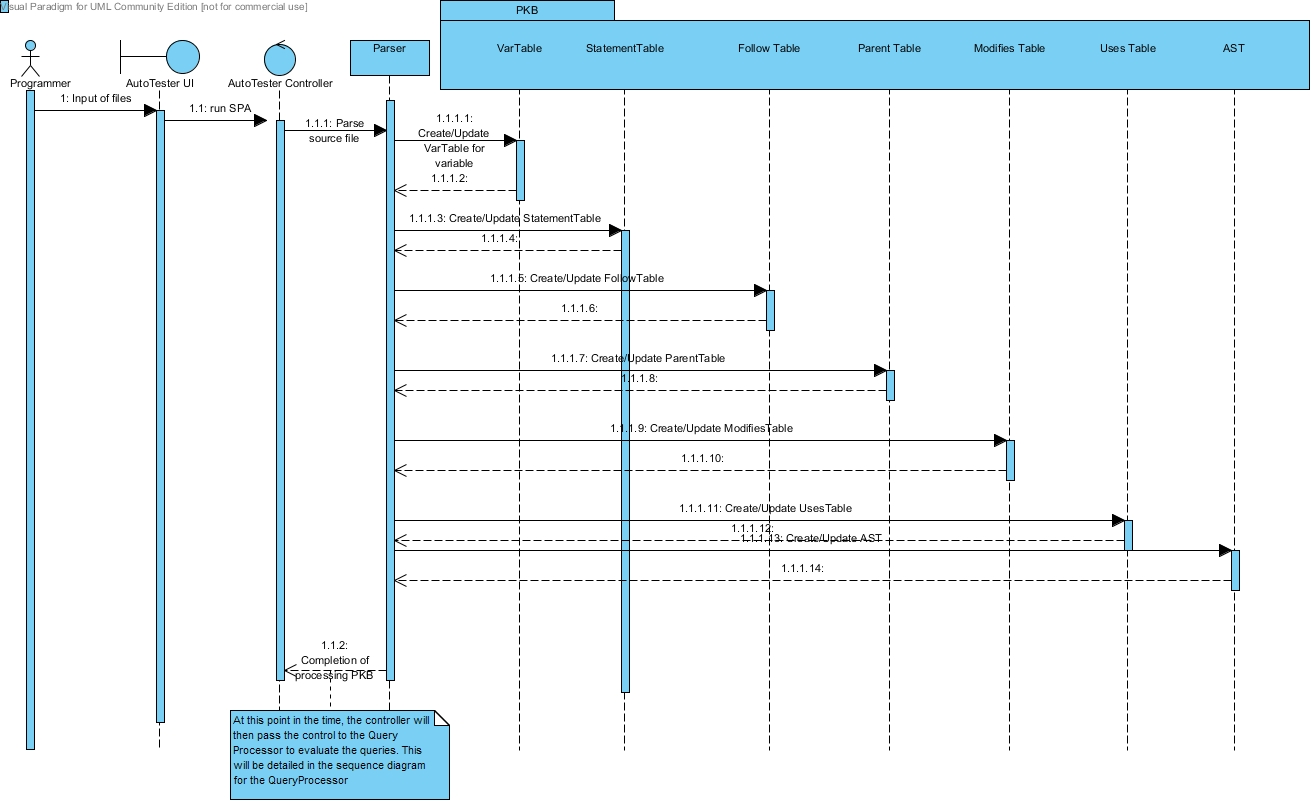 Visual Paradigm for UML Community Edition [not for commercial use]
PKB
Programmer
AutoTester UI
AutoTester Controller
Parser
VarTable
StatementTable
Follow Table
Parent Table
Modifies Table
Uses Table
AST
1: Input of files
1.1: run SPA
1.1.1: Parse
source file
1.1.1.1:
Create/Update
VarTable for
variable
1.1.1.2:
1.1.1.3: Create/Update StatementTable
1.1.1.4:
1.1.1.5: Create/Update FollowTable
1.1.1.6:
1.1.1.7: Create/Update ParentTable
1.1.1.8:
1.1.1.9: Create/Update ModifiesTable
1.1.1.10:
1.1.1.11: Create/Update UsesTable
1.1.1.12:
1.1.1.13: Create/Update AST
1.1.1.14:
1.1.2:
Completion of
processing PKB
At this point in the time, the controller will
then pass the control to the Query
Processor to evaluate the queries. This
will be detailed in the sequence diagram
for the QueryProcessor